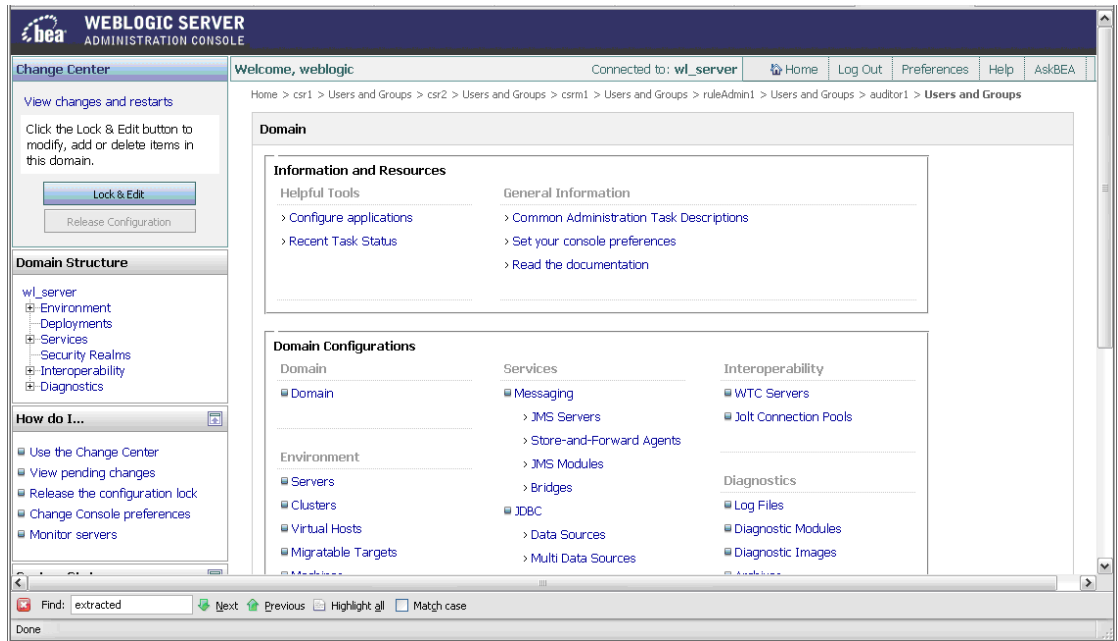 bea
WEBLOGIC SERVER
ADMINISTRATION CONSOLE
Change Center
View changes and restarts
Click the Lock & Edit button to
modify, add or delete items in
this domain.
Lock & Edit
Release Configuration
Domain Structure
wl_server
Environment
Deployments
Services
Security Realms
Interoperability
Diagnostics
How do I...
Use the Change Center
View pending changes
Release the configuration lock
Change Console preferences
Monitor servers
Welcome, weblogic
Connected to: wl_server
Home
Log Out
Preferences
Help
AskBEA
Home > csr1 > Users and Groups > csr2 > Users and Groups > csrm1 > Users and Groups > ruleAdmin1 > Users and Groups > auditor1 > Users and Groups
Domain
Information and Resources
Helpful Tools
> Configure applications
> Recent Task Status
General Information
> Common Administration Task Descriptions
> Set your console preferences
> Read the documentation
Domain Configurations
Domain
Domain
Environment
Servers
Clusters
Virtual Hosts
Migratable Targets
Services
Messaging
> JMS Servers
> Store-and-Forward Agents
> JMS Modules
> Bridges
JDBC
> Data Sources
> Multi Data Sources
Interoperability
WTC Servers
Jolt Connection Pools
Diagnostics
Log Files
Diagnostic Modules
Diagnostic Images
Find: extracted Next Previous Highlight all Match case
Done